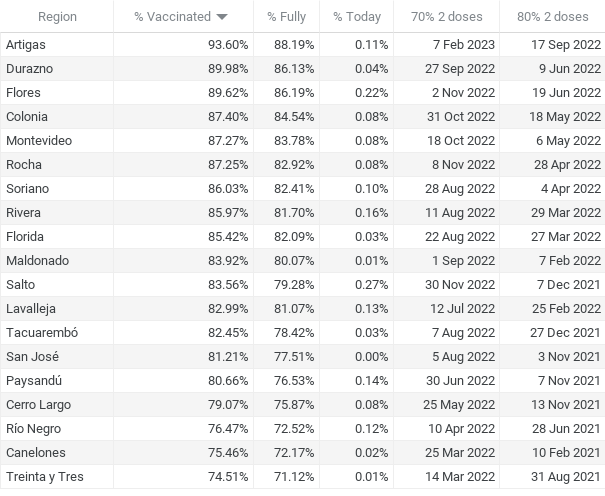 Region % Vaccinated % Fully % Today 70% 2 doses 80% 2 doses
Artigas 93.60% 88.19% 0.11% 7 Feb 2023 17 Sep 2022
Durazno 89.98% 86.13% 0.04% 27 Sep 2022 9 Jun 2022
Flores 89.62% 86.19% 0.22% 2 Nov 2022 19 Jun 2022
Colonia 87.40% 84.54% 0.08% 31 Oct 2022 18 May 2022
Montevideo 87.27% 83.78% 0.08% 18 Oct 2022 6 May 2022
Rocha 87.25% 82.92% 0.08% 8 Nov 2022 28 Apr 2022
Soriano 86.03% 82.41% 0.10% 28 Aug 2022 4 Apr 2022
Rivera 85.97% 81.70% 0.16% 11 Aug 2022 29 Mar 2022
Florida 85.42% 82.09% 0.03% 22 Aug 2022 27 Mar 2022
Maldonado 83.92% 80.07% 0.01% 1 Sep 2022 7 Feb 2022
Salto 83.56% 79.28% 0.27% 30 Nov 2022 7 Dec 2021
Lavalleja 82.99% 81.07% 0.13% 12 Jul 2022 25 Feb 2022
Tacuarembó 82.45% 78.42% 0.03% 7 Aug 2022 27 Dec 2021
San José 81.21% 77.51% 0.00% 5 Aug 2022 3 Nov 2021
Paysandú 80.66% 76.53% 0.14% 30 Jun 2022 7 Nov 2021
Cerro Largo 79.07% 75.87% 0.08% 25 May 2022 13 Nov 2021
Río Negro 76.47% 72.52% 0.12% 10 Apr 2022 28 Jun 2021
Canelones 75.46% 72.17% 0.02% 25 Mar 2022 10 Feb 2021
Treinta y Tres 74.51% 71.12% 0.01% 14 Mar 2022 31 Aug 2021